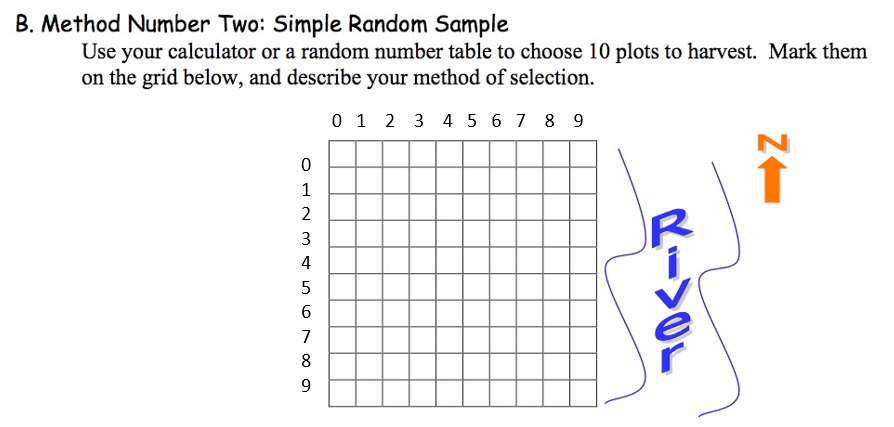 B. Method Number Two: Simple Random Sample
Use your calculator or a random number table to choose 10 plots to harvest. Mark them
on the grid below, and describe your method of selection.
0 1 2 3 4 5 6 7 8 9
0
1
2
3
4
5
6
7
8
9
River
N